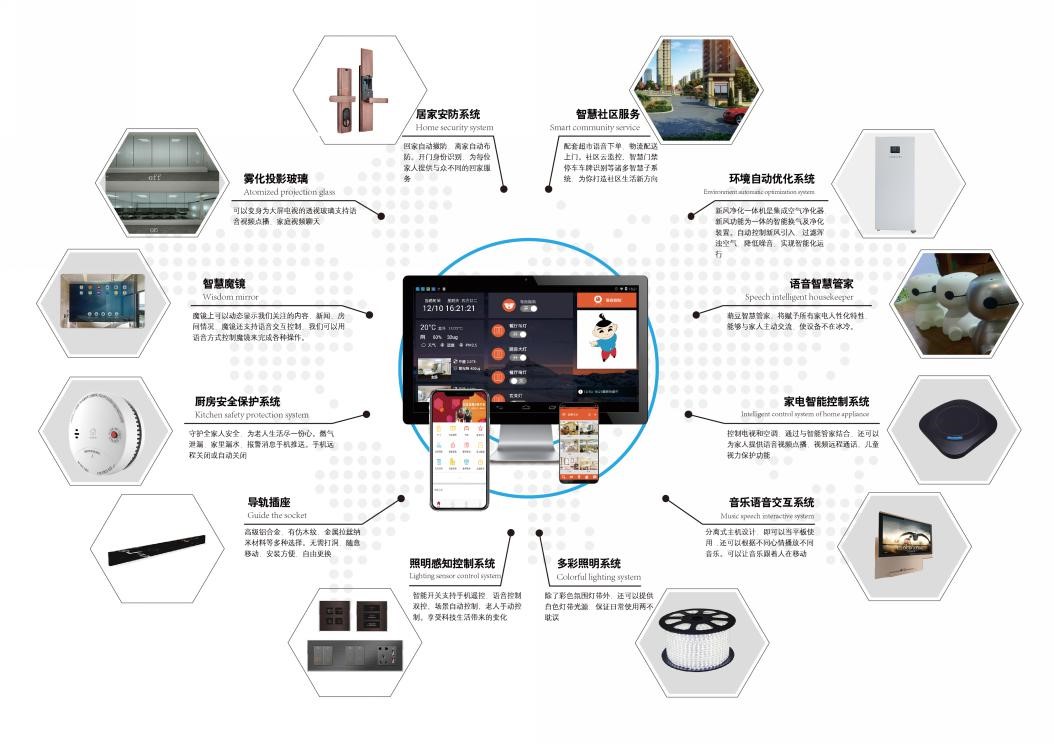 居家安防系统
Home security system
回家自动撤防 离家自动布
防。开门身份识别 为每位
家人提供与众不同的回家服
务
智慧社区服务
Smart community service
配套超市语音下单 物流配送
上门。社区云监控 智慧门禁
停车车牌识别等诸多智慧子系
统 为你打造社区生活新方向
雾化投影玻璃
Atomized projection glass
可以变身为大屏电视的透视玻璃支持语
音视频点播 家庭视频聊天
off
on
环境自动优化系统
Environment automatic optimization system
新风净化一体机是集成空气净化器
新风功能为一体的智能换气及净化
装置。自动控制新风引入 过滤浑
浊空气 降低噪音 实现智能化运
行
智慧魔镜
Wisdom mirror
魔镜上可以动态显示我们关注的内容 新闻 房
间情况 魔镜还支持语音交互控制 我们可以用
语音方式控制魔镜来完成各种操作。
语音智慧管家
Speech intelligent housekeeper
萌豆智慧管家 将赋予所有家电人性化特性
能够与家人主动交流 使设备不在冰冷。
12/10 16:21:21
20°C
阴 60% 32ug
天气 温度 PM2.5
餐厅吊灯
厨房大灯
餐厅筒灯
玄关灯
厨房安全保护系统
Kitchen safety protection system
守护全家人安全 为老人生活尽一份心。燃气
泄漏 家里漏水 报警消息手机推送。手机远
程关闭或自动关闭
家电智能控制系统
Intelligent control system of home appliance
控制电视和空调 通过与智能管家结合 还可以
为家人提供语音视频点播 视频远程通话 儿童
视力保护功能
导轨插座
Guide the socket
高级铝合金 有仿木纹 金属拉丝纳
米材料等多种选择。无需打洞 随意
移动 安装方便 自由更换
音乐语音交互系统
Music speech interactive system
分离式主机设计 即可以当平板使
用 还可以根据不同心情播放不同
音乐。可以让音乐跟着人在移动
照明感知控制系统
Lighting sensor control system
智能开关支持手机遥控 语音控制
双控 场景自动控制 老人手动控
制。享受科技生活带来的变化
多彩照明系统
Colorful lighting system
除了彩色氛围灯带外 还可以提供
白色灯带光源 保证日常使用两不
耽误